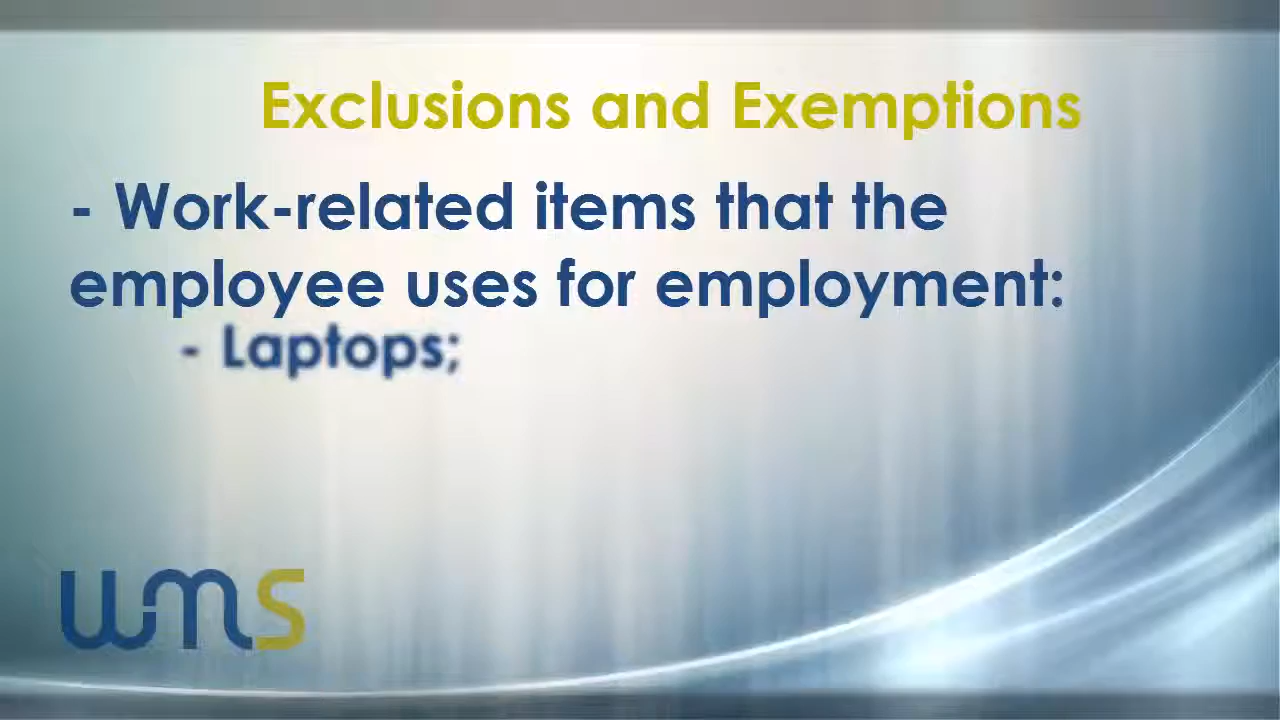 Exclusions and Exemptions
- Work-related items that the
employee uses for employment:
- Laptops;
wms